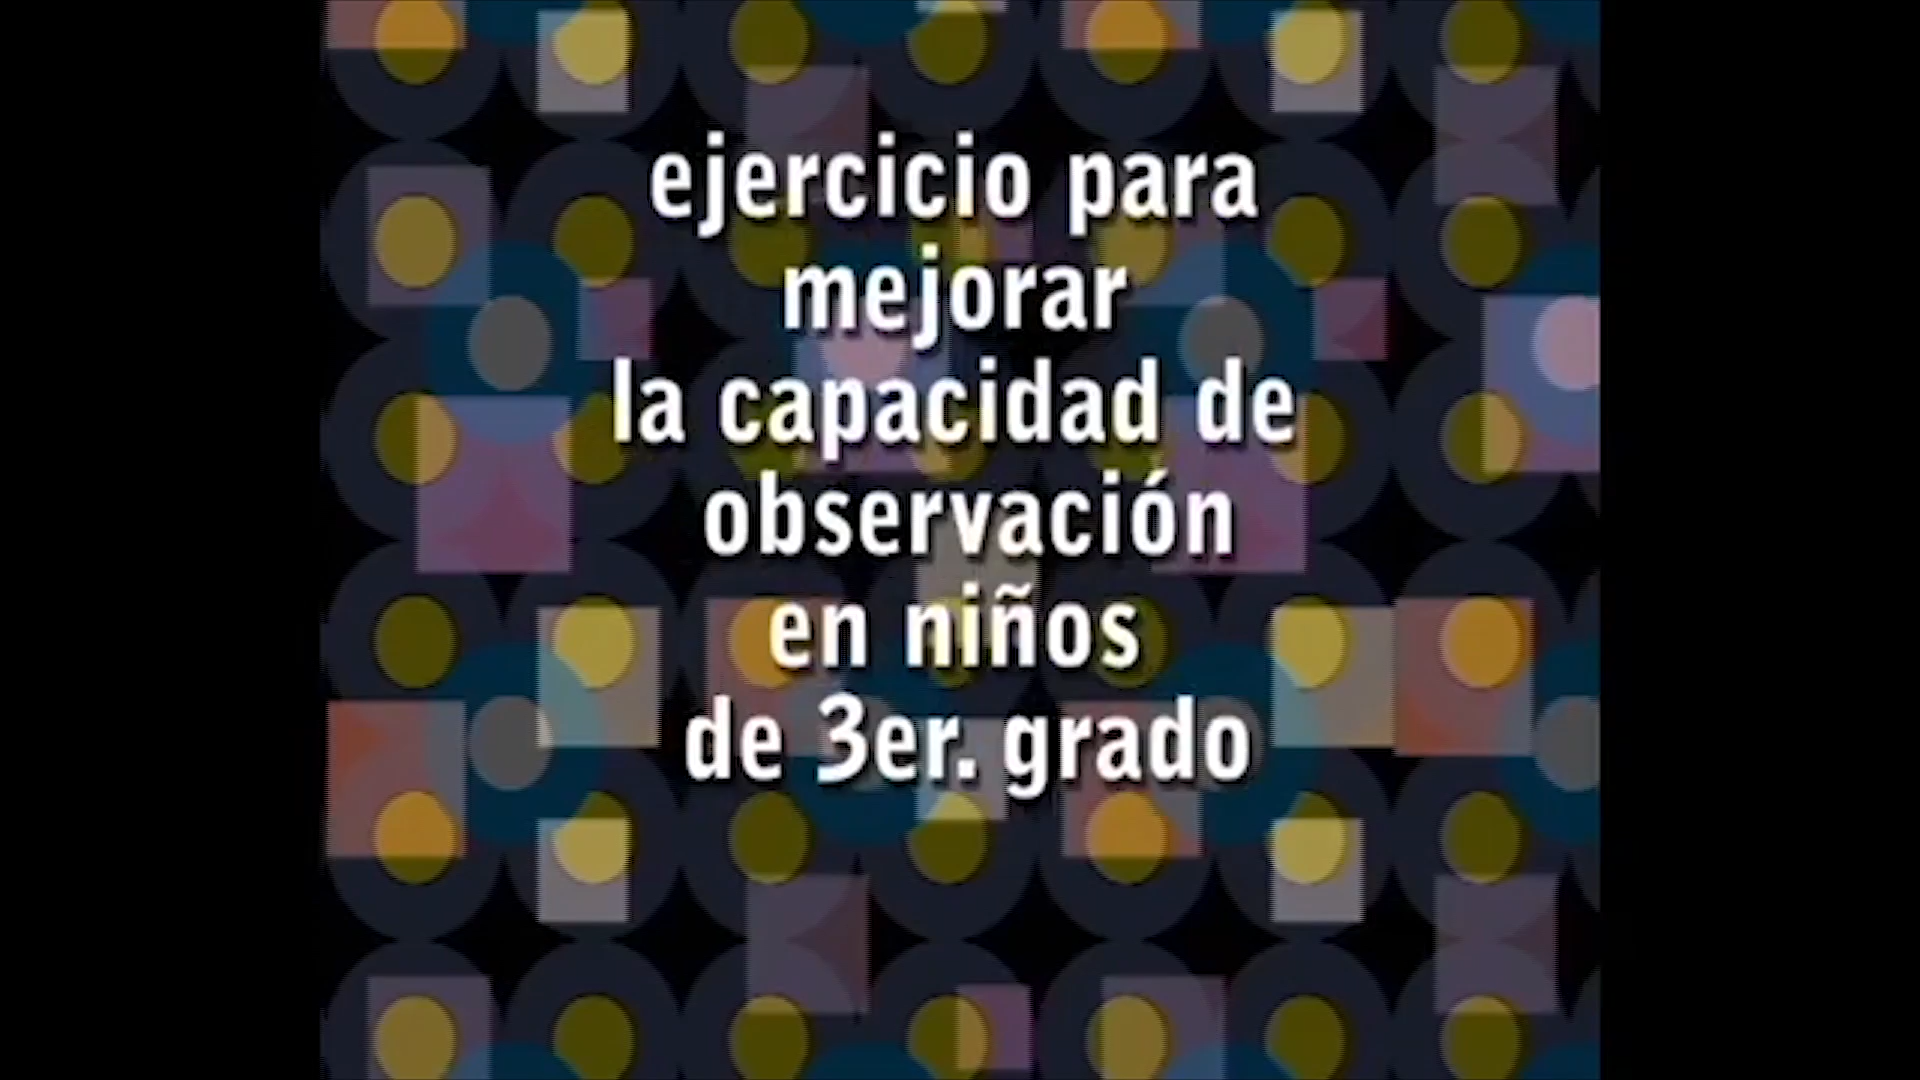 ejercicio para
mejorar
la capacidad de
observación
en niños
de 3er. grado